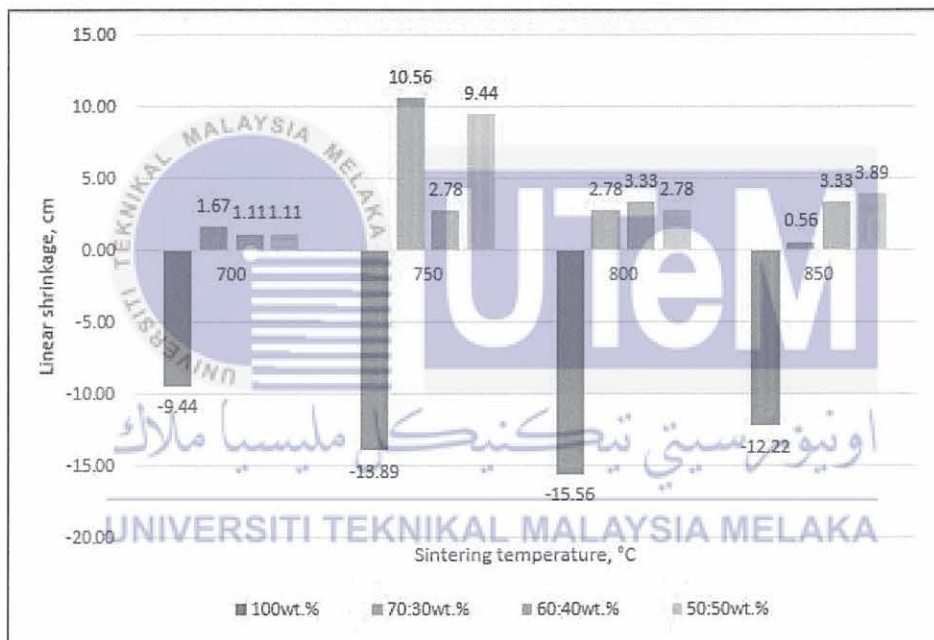 15.00
10.56
9.44
10.00
UNIVERSITI TEKNIKAL MALAYSIA MELAKA
UTeM
5.00
1.67
1.11
1.11
2.78
2.78
3.33
2.78
0.56
3.33
3.89
0.00
700
750
800
850
Linear shrinkage, cm
-5.00
-10.00
-9.44
-13.89
-15.56
-12.22
اونيۏرسيتي تيكنيكل مليسيا ملاك
-15.00
UNIVERSITI TEKNIKAL MALAYSIA MELAKA
-20.00
Sintering temperature, °C
100wt.%
70:30wt.%
60:40wt.%
50:50wt.%